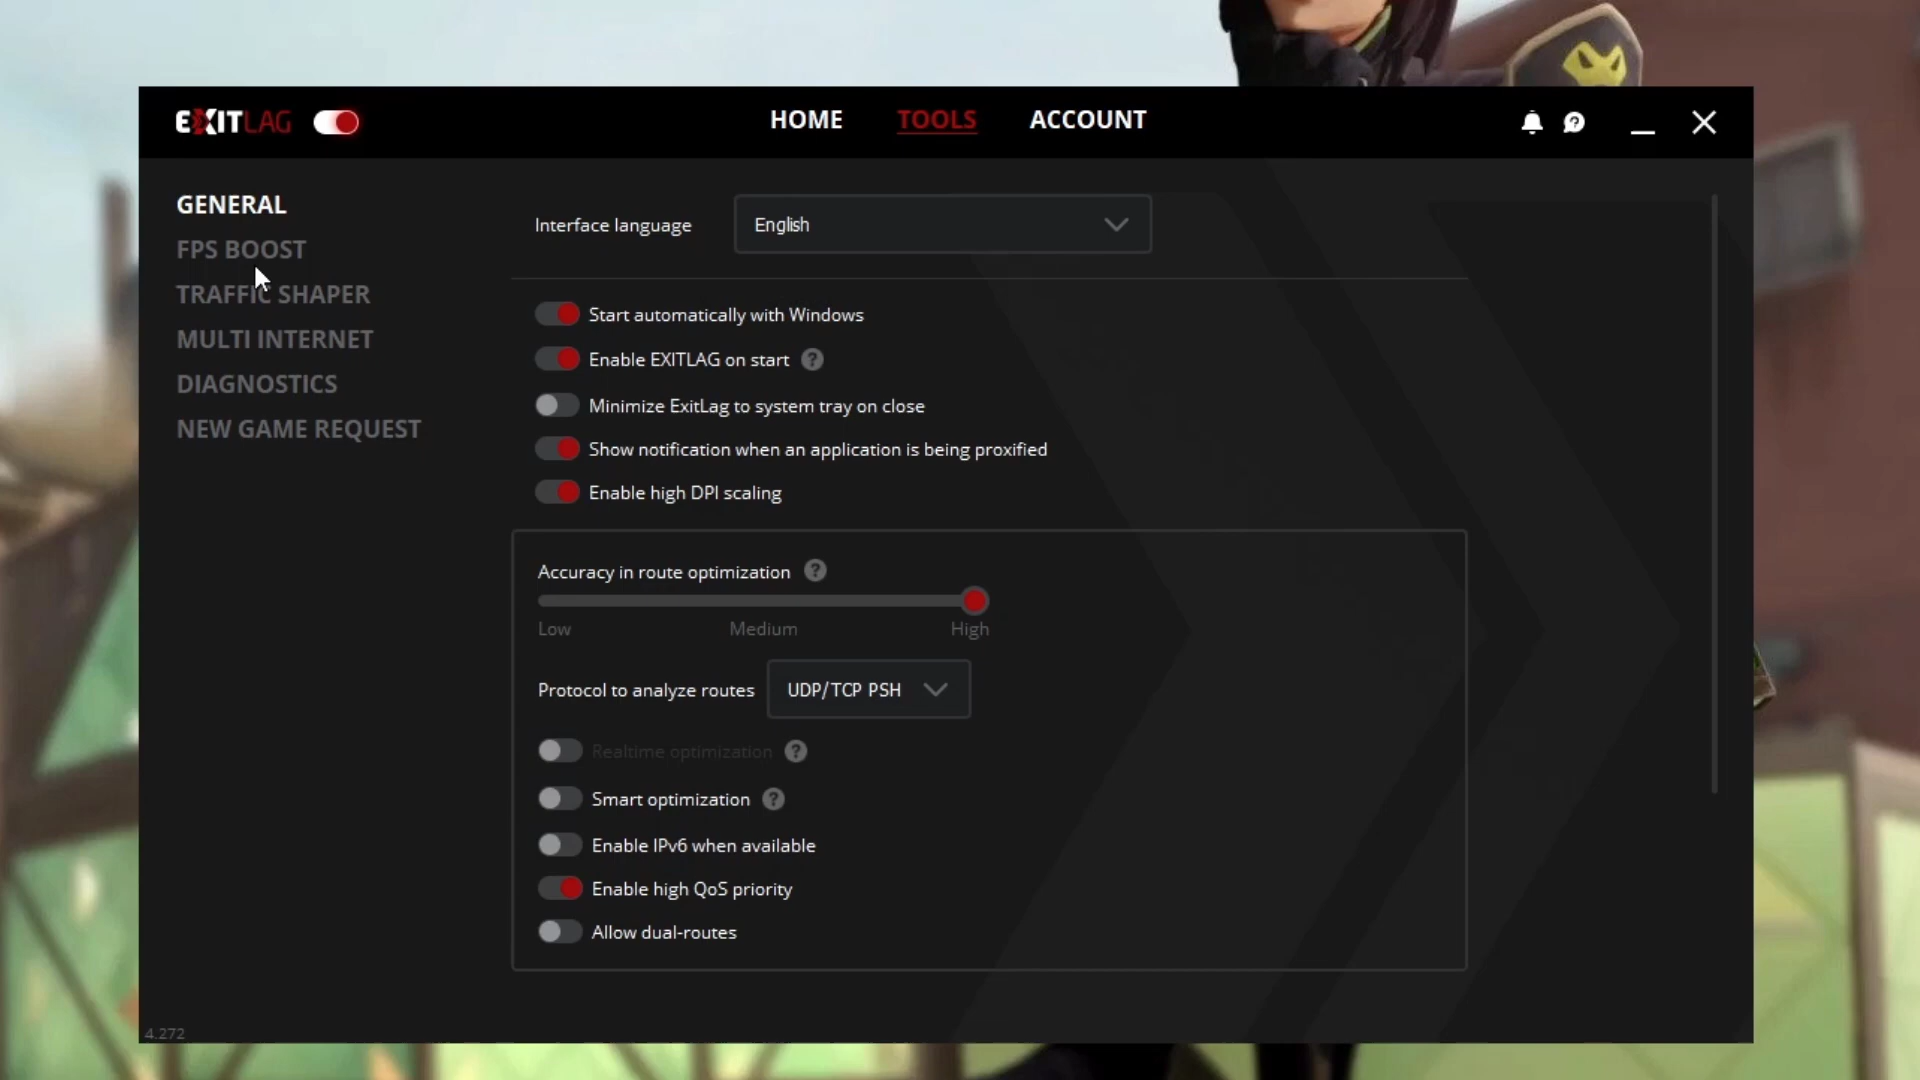 EXITLAG
HOME
TOOLS
ACCOUNT
GENERAL
FPS BOOST
TRAFFIC SHAPER
MULTI INTERNET
DIAGNOSTICS
NEW GAME REQUEST
Interface language
English
Start automatically with Windows
Enable EXITLAG on start ?
Minimize ExitLag to system tray on close
Show notification when an application is being proxified
Enable high DPI scaling
Accuracy in route optimization ?
Low Medium High
Protocol to analyze routes UDP/TCP PSH
Realtime optimization ?
Smart optimization ?
Enable IPv6 when available
Enable high QoS priority
Allow dual-routes
4.272